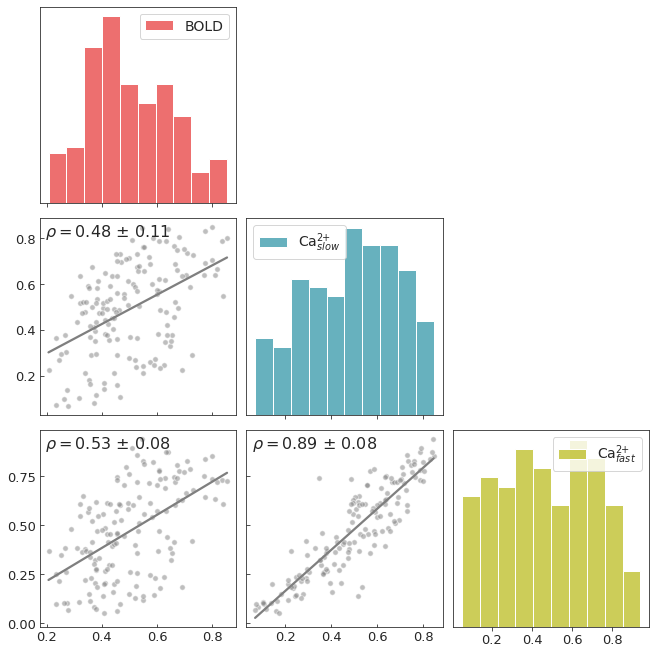 BOLD
0.8
0.6
0.4
0.2
ρ = 0.48 ± 0.11
Ca²⁺slow
0.75
0.50
0.25
0.00
ρ = 0.53 ± 0.08
ρ = 0.89 ± 0.08
Ca²⁺fast
0.2 0.4 0.6 0.8
0.2 0.4 0.6 0.8
0.2 0.4 0.6 0.8